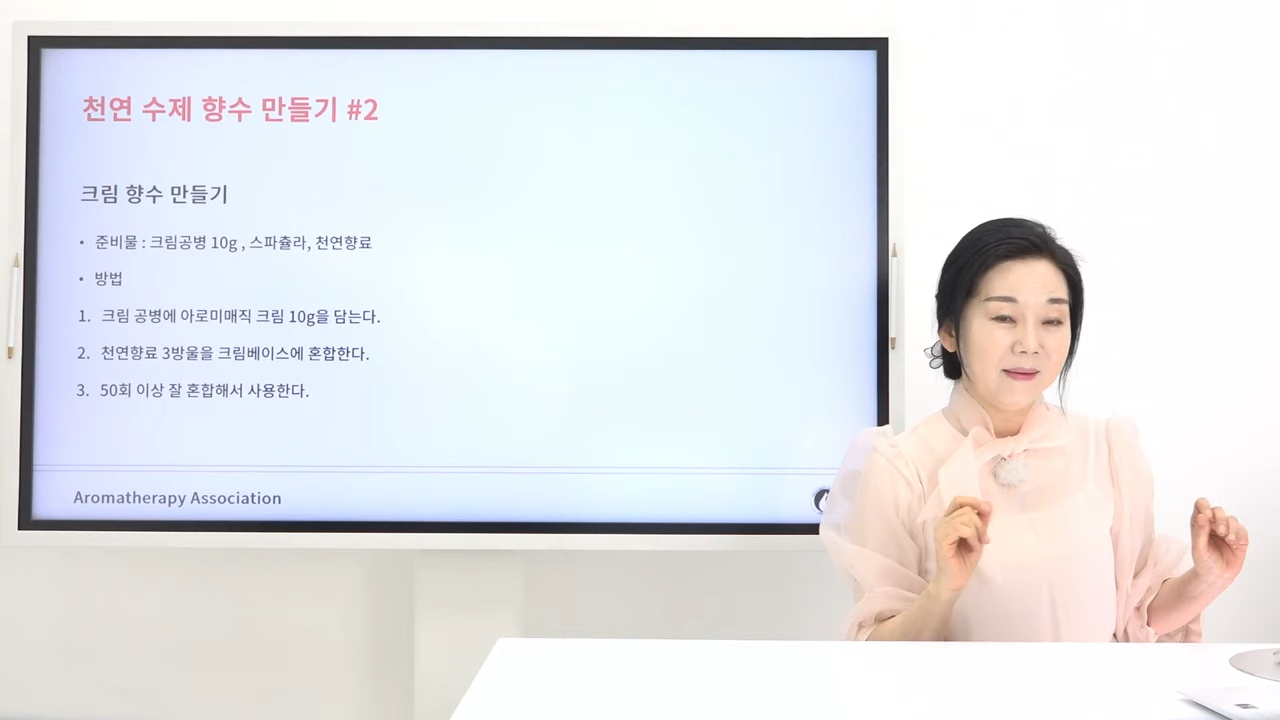 천연 수제 향수 만들기 #2
크림 향수 만들기
• 준비물 : 크림공병 10g , 스파츌라, 천연향료
• 방법
1. 크림 공병에 아로미매직 크림 10g을 담는다.
2. 천연향료 3방울을 크림베이스에 혼합한다.
3. 50회 이상 잘 혼합해서 사용한다.
Aromatherapy Association